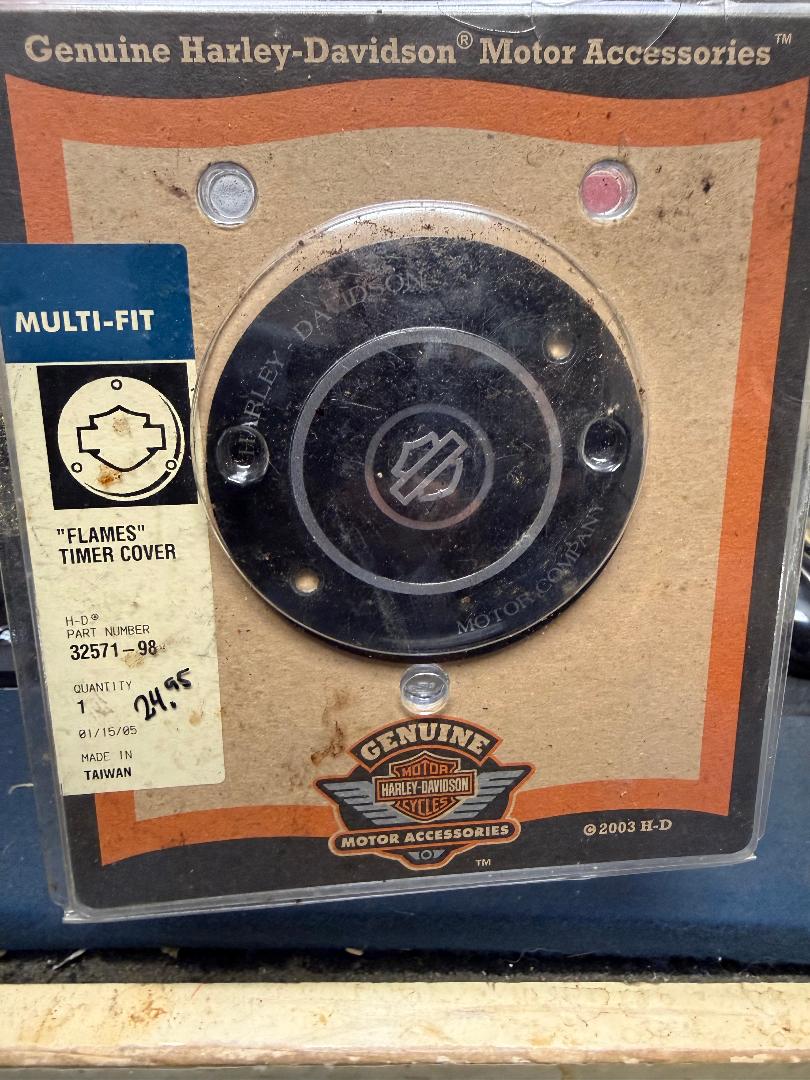 Genuine Harley-Davidson® Motor Accessories™
MULTI-FIT
"FLAMES"
TIMER COVER
H-D®
PART NUMBER
32571-98
QUANTITY
1
24.95
01/15/05
MADE IN
TAIWAN
HARLEY-DAVIDSON
MOTOR COMPANY
GENUINE
MOTOR
HARLEY-DAVIDSON
CYCLES
MOTOR ACCESSORIES
TM
©2003 H-D